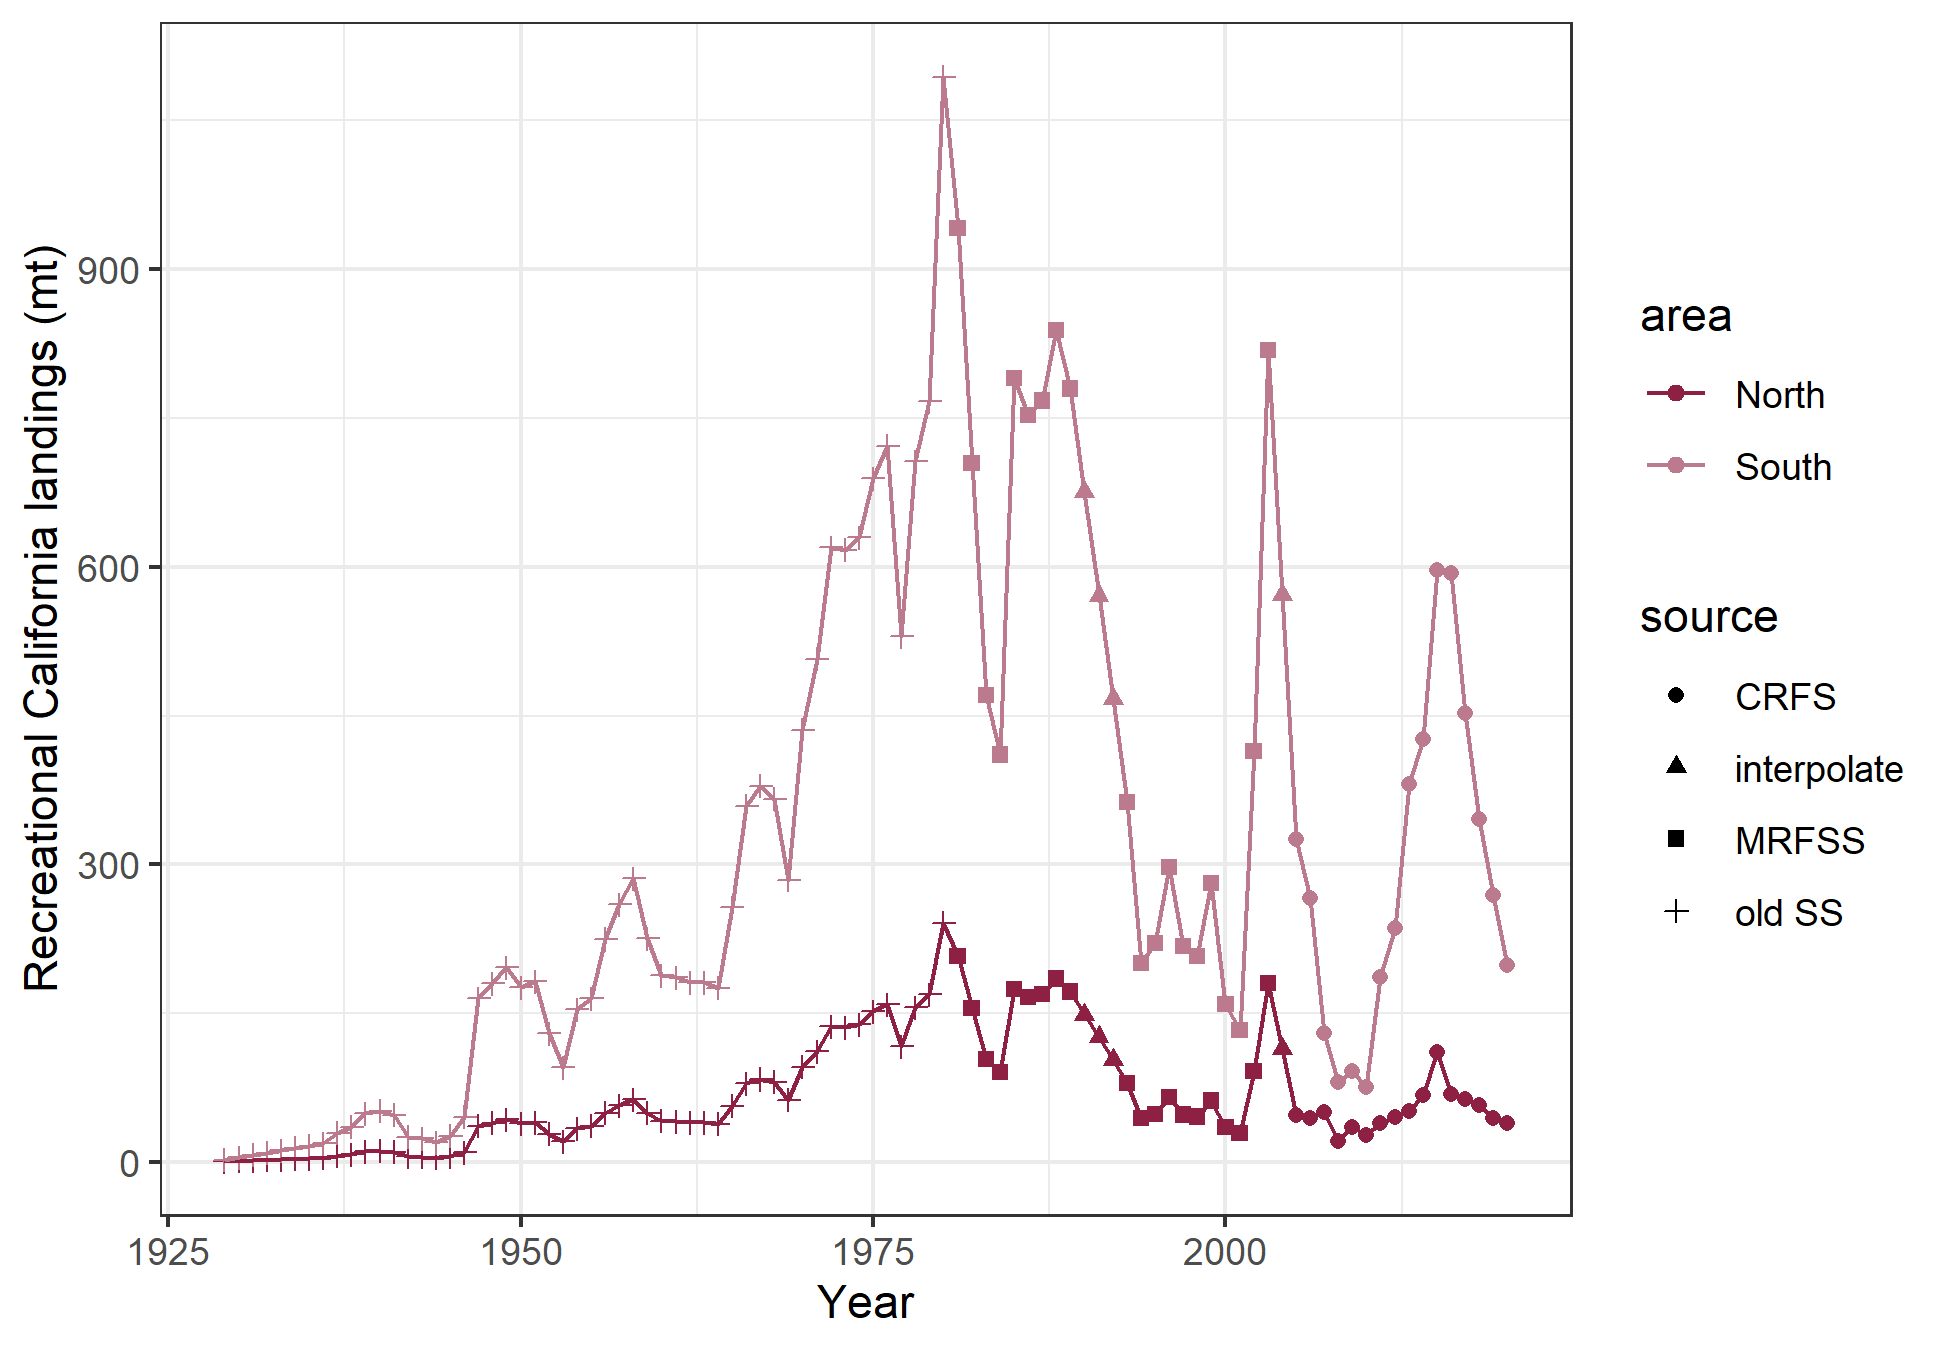 Recreational California landings (mt)
900
600
300
0
1925
1950
1975
2000
Year
area
North
South
source
CRFS
interpolate
MRFSS
old SS